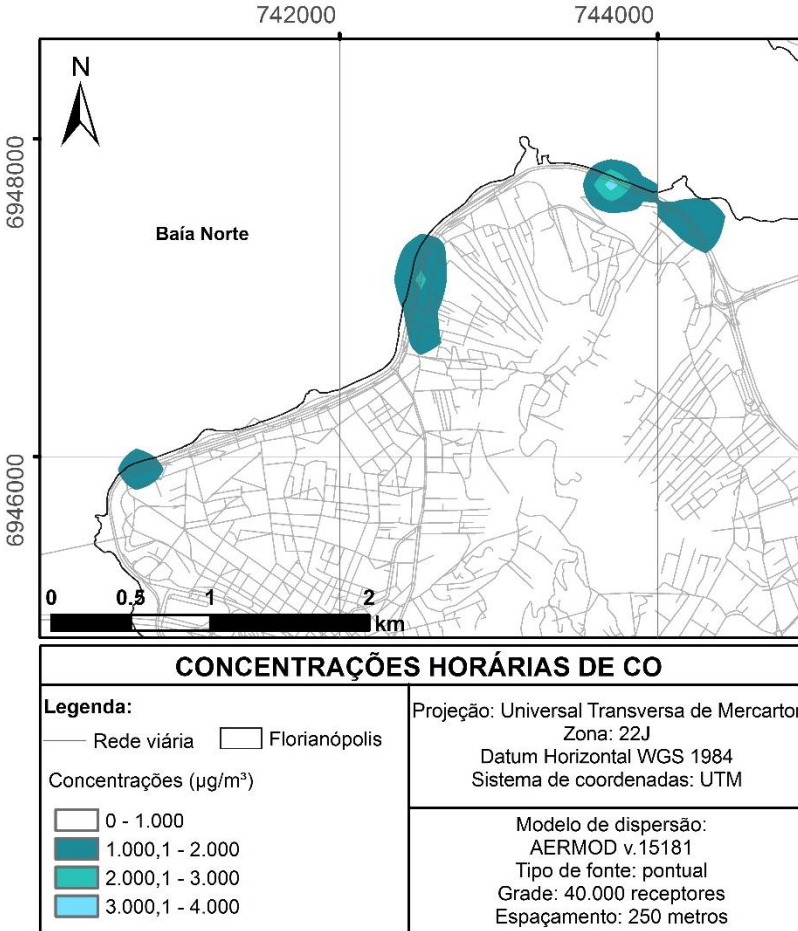 742000
744000
N
6948000
Baía Norte
6946000
0
0,5
1
2
km
CONCENTRAÇÕES HORÁRIAS DE CO
Legenda:
Rede viária
Florianópolis
Concentrações (µg/m³)
0 - 1.000
1.000,1 - 2.000
2.000,1 - 3.000
3.000,1 - 4.000
Projeção: Universal Transversa de Mercartor
Zona: 22J
Datum Horizontal WGS 1984
Sistema de coordenadas: UTM
Modelo de dispersão:
AERMOD v.15181
Tipo de fonte: pontual
Grade: 40.000 receptores
Espaçamento: 250 metros